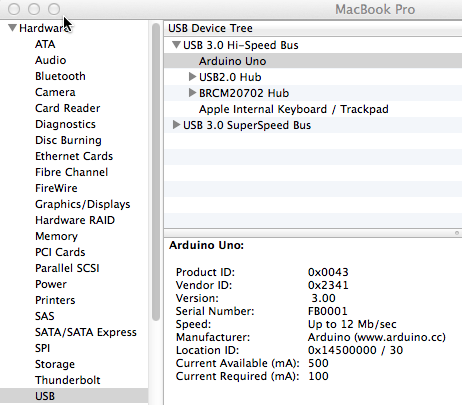 MacBook Pro
Hardware
ATA
Audio
Bluetooth
Camera
Card Reader
Diagnostics
Disc Burning
Ethernet Cards
Fibre Channel
FireWire
Graphics/Displays
Hardware RAID
Memory
PCI Cards
Parallel SCSI
Power
Printers
SAS
SATA/SATA Express
SPI
Storage
Thunderbolt
USB
USB Device Tree
USB 3.0 Hi-Speed Bus
Arduino Uno
USB2.0 Hub
BRCM20702 Hub
Apple Internal Keyboard / Trackpad
USB 3.0 SuperSpeed Bus
Arduino Uno:
Product ID: 0x0043
Vendor ID: 0x2341
Version: 3.00
Serial Number: FB0001
Speed: Up to 12 Mb/sec
Manufacturer: Arduino (www.arduino.cc)
Location ID: 0x14500000 / 30
Current Available (mA): 500
Current Required (mA): 100